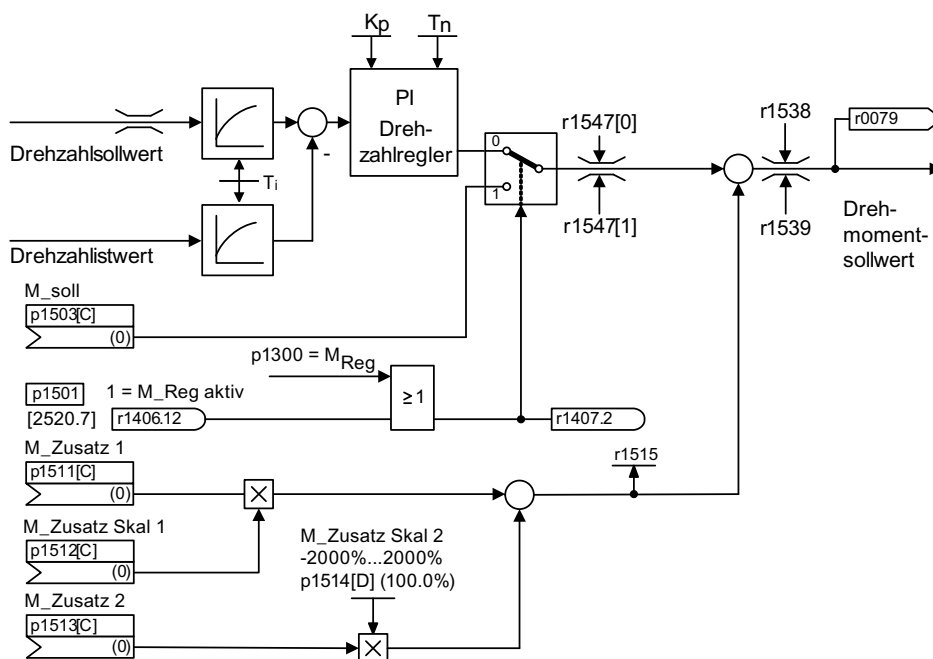 Kp
Tn
PI
Dreh-
zahlregler
0
1
r1547[0]
r1547[1]
r1538
r1539
r0079
Drehzahlsollwert
-
Ti
Drehzahlistwert
Dreh-
moment-
sollwert
M_soll
p1503[C]
(0)
p1300 = MReg
≥ 1
p1501
[2520.7]
1 = M_Reg aktiv
r1406.12
r1407.2
M_Zusatz 1
p1511[C]
(0)
r1515
M_Zusatz Skal 1
p1512[C]
(0)
M_Zusatz Skal 2
-2000%...2000%
p1514[D] (100.0%)
M_Zusatz 2
p1513[C]
(0)